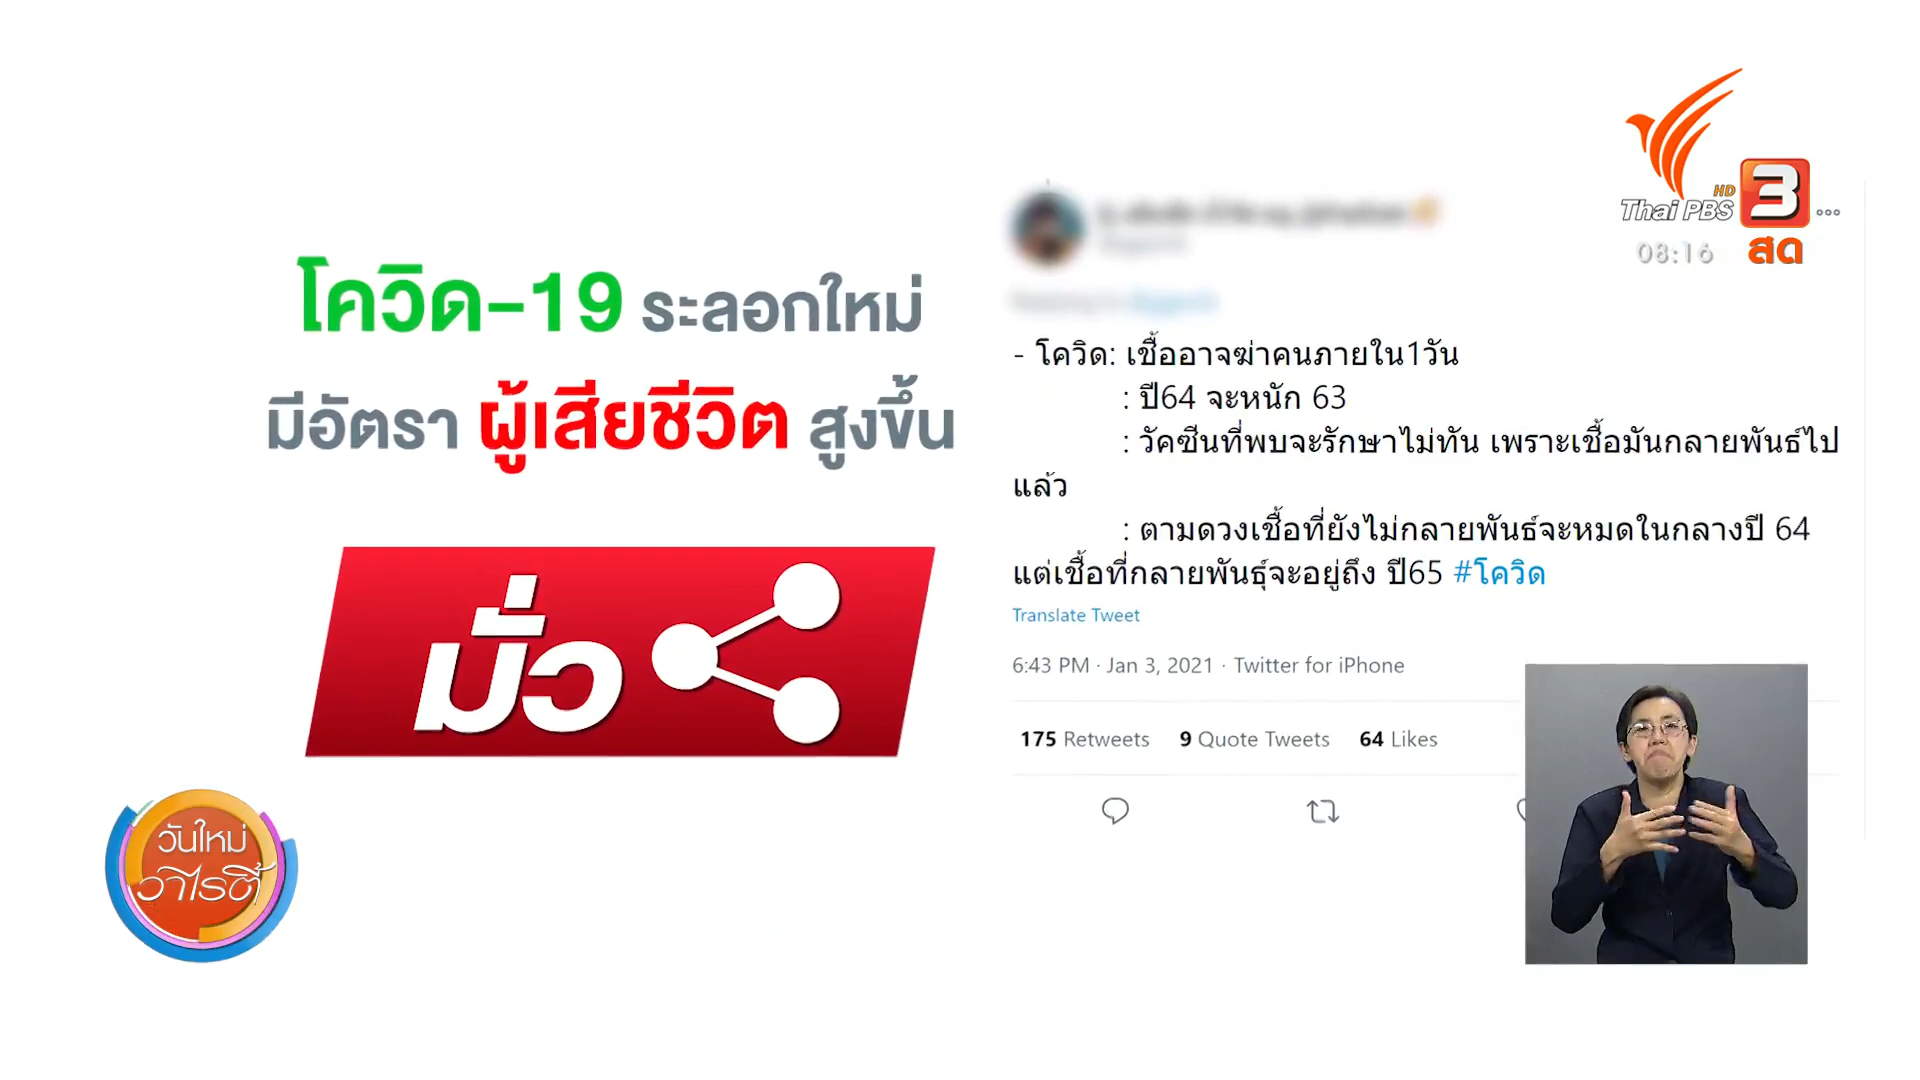 โควิด-19 ระลอกใหม่
มีอัตรา ผู้เสียชีวิต สูงขึ้น
มั่ว
วันใหม่
วาไรตี้
- โควิด: เชื้ออาจฆ่าคนภายใน1วัน
: ปี64 จะหนัก 63
: วัคซีนที่พบจะรักษาไม่ทัน เพราะเชื้อมันกลายพันธ์ไป
แล้ว
: ตามดวงเชื้อที่ยังไม่กลายพันธ์จะหมดในกลางปี 64
แต่เชื้อที่กลายพันธุ์จะอยู่ถึง ปี65 #โควิด
Translate Tweet
6:43 PM · Jan 3, 2021 · Twitter for iPhone
175 Retweets 9 Quote Tweets 64 Likes
Thai PBS HD 3
08:16 สด